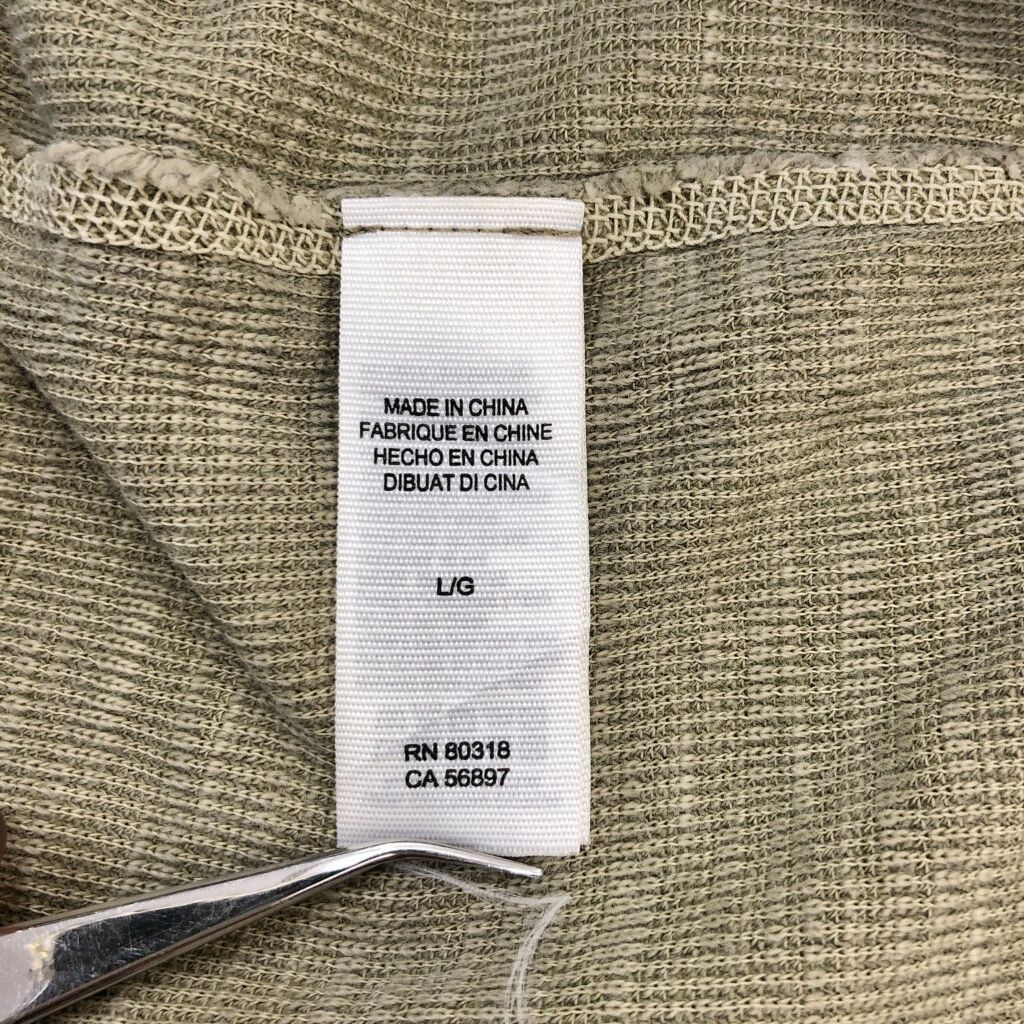 MADE IN CHINA
FABRIQUE EN CHINE
HECHO EN CHINA
DIBUAT DI CINA
L/G
RN 80318
CA 56897